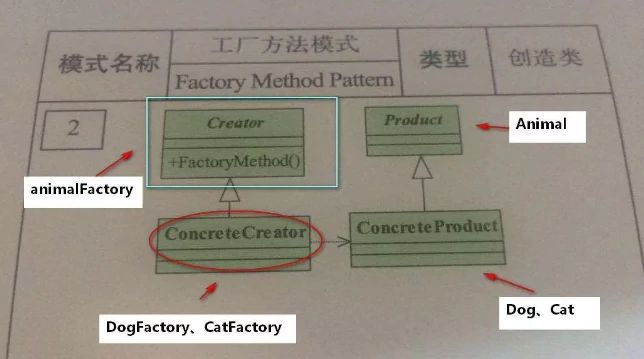 模式名称
工厂方法模式
Factory Method Pattern
类型
创造类
2
Creator
+FactoryMethod()
Product
Animal
animalFactory
ConcreteCreator
ConcreteProduct
DogFactory、CatFactory
Dog、Cat